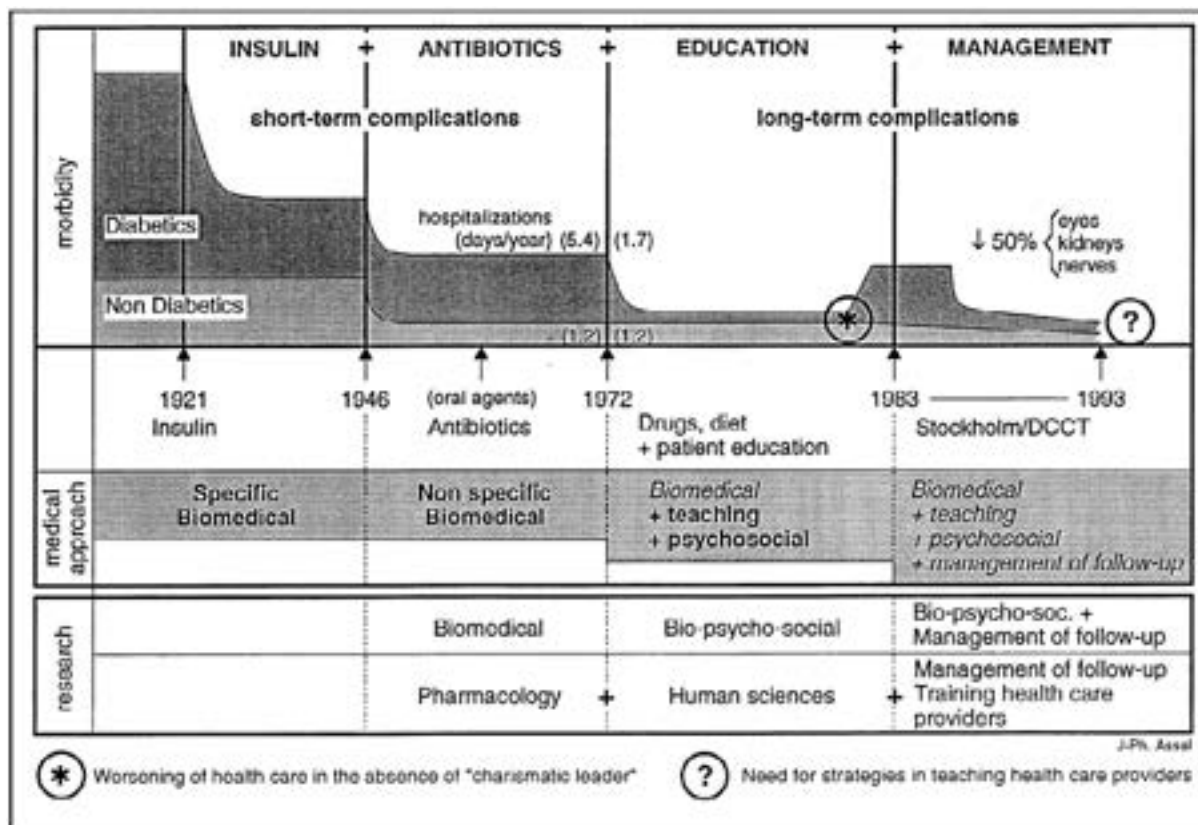 INSULIN + ANTIBIOTICS + EDUCATION + MANAGEMENT
short-term complications
long-term complications
morbidity
Diabetics
Non Diabetics
hospitalizations
(days/year) (5.4) (1.7)
(1.2) (1.2)
↓ 50% { eyes
kidneys
nerves
*
?
1921
Insulin
1946
(oral agents)
Antibiotics
1972
Drugs, diet
+ patient education
1983 1993
Stockholm/DCCT
medical
approach
Specific
Biomedical
Non specific
Biomedical
Biomedical
+ teaching
+ psychosocial
Biomedical
+ teaching
+ psychosocial
+ management of follow-up
research
Biomedical
Bio-psycho-social
Bio-psycho-soc. +
Management of follow-up
Pharmacology + Human sciences +
Management of follow-up
Training health care
providers
J-Ph. Assal
* Worsening of health care in the absence of "charismatic leader"
? Need for strategies in teaching health care providers